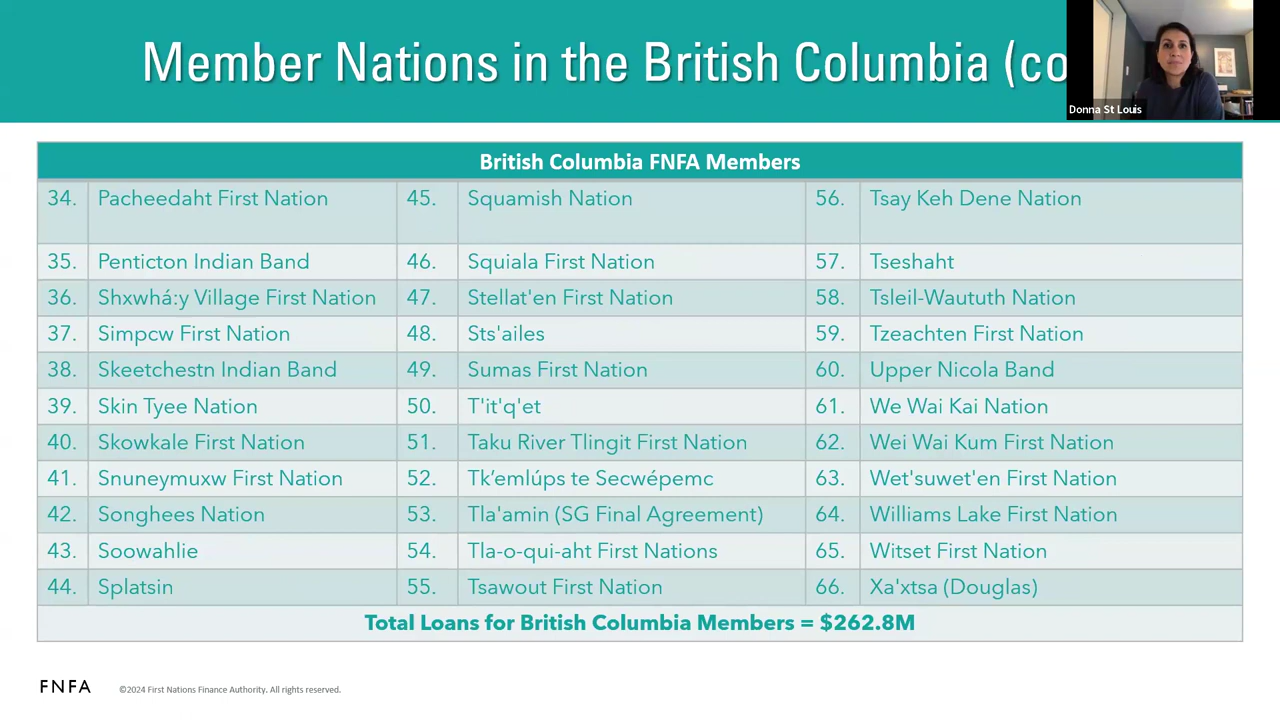 Member Nations in the British Columbia (co
Donna St Louis
British Columbia FNFA Members
34. Pacheedaht First Nation 45. Squamish Nation 56. Tsay Keh Dene Nation
35. Penticton Indian Band 46. Squiala First Nation 57. Tseshaht
36. Shxwhá:y Village First Nation 47. Stellat'en First Nation 58. Tsleil-Waututh Nation
37. Simpcw First Nation 48. Sts'ailes 59. Tzeachten First Nation
38. Skeetchestn Indian Band 49. Sumas First Nation 60. Upper Nicola Band
39. Skin Tyee Nation 50. T'it'q'et 61. We Wai Kai Nation
40. Skowkale First Nation 51. Taku River Tlingit First Nation 62. Wei Wai Kum First Nation
41. Snuneymuxw First Nation 52. Tk’emlúps te Secwépemc 63. Wet'suwet'en First Nation
42. Songhees Nation 53. Tla'amin (SG Final Agreement) 64. Williams Lake First Nation
43. Soowahlie 54. Tla-o-qui-aht First Nations 65. Witset First Nation
44. Splatsin 55. Tsawout First Nation 66. Xa'xtsa (Douglas)
Total Loans for British Columbia Members = $262.8M
FNFA ©2024 First Nations Finance Authority. All rights reserved.